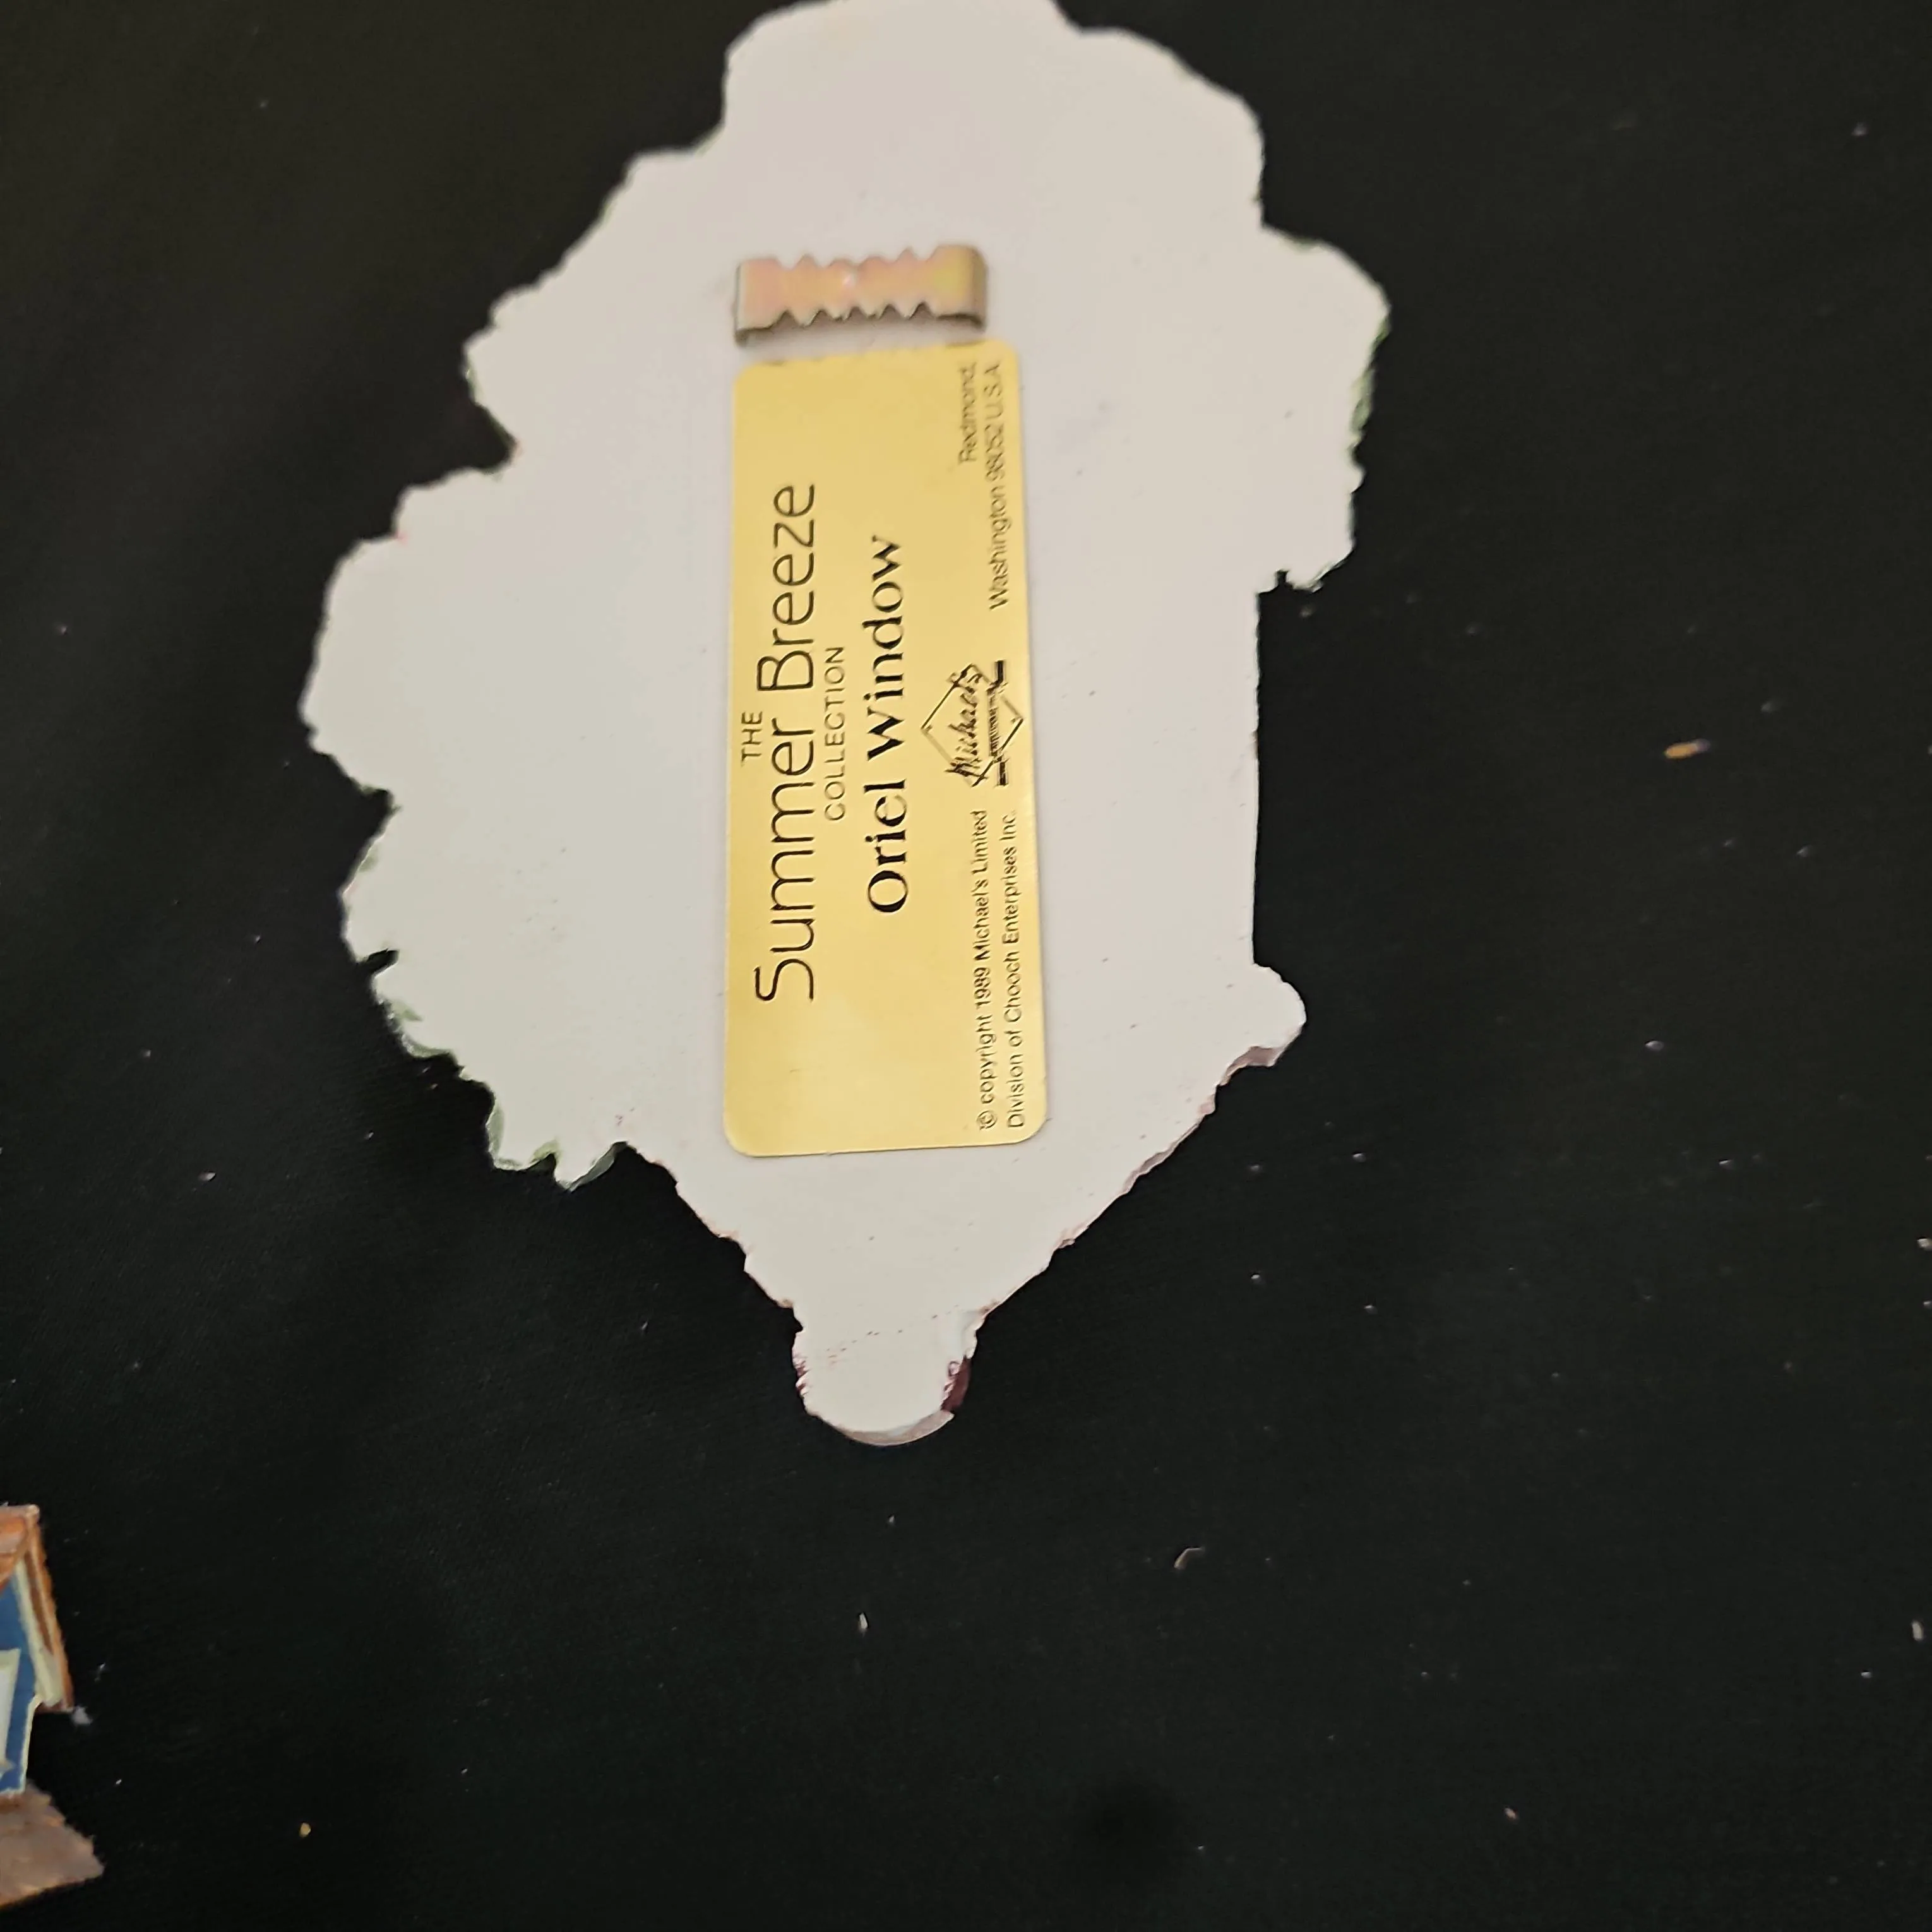 THE
Summer Breeze
COLLECTION
Oriel Window
© copyright 1989 Michael's Limited
Division of Chooch Enterprises Inc.
Michael's
Redmond,
Washington 98052 U.S.A